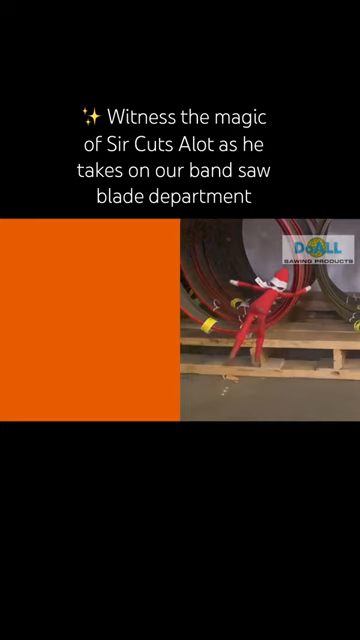 ✨ Witness the magic
of Sir Cuts Alot as he
takes on our band saw
blade department
DoALL
SAWING PRODUCTS